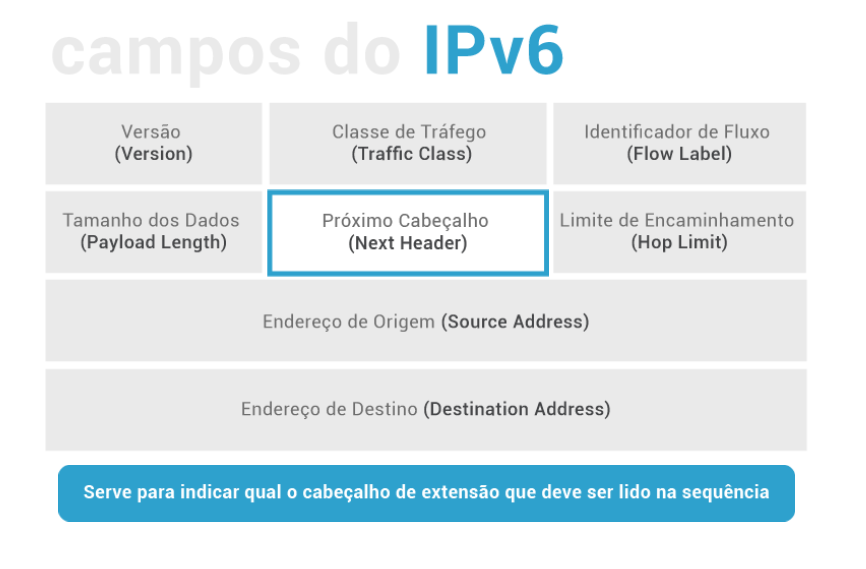 campos do IPv6
Versão
(Version)
Classe de Tráfego
(Traffic Class)
Identificador de Fluxo
(Flow Label)
Tamanho dos Dados
(Payload Length)
Próximo Cabeçalho
(Next Header)
Limite de Encaminhamento
(Hop Limit)
Endereço de Origem (Source Address)
Endereço de Destino (Destination Address)
Serve para indicar qual o cabeçalho de extensão que deve ser lido na sequência